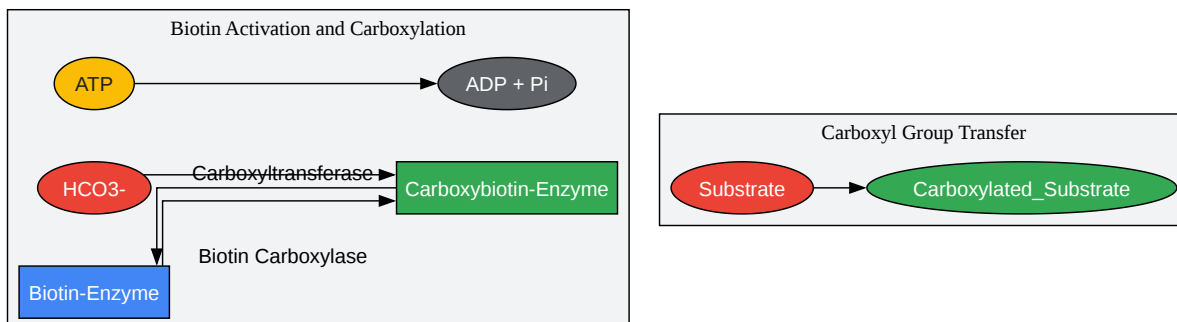 Biotin Activation and Carboxylation
ATP
ADP + Pi
HCO3-
Carboxyltransferase
Carboxybiotin-Enzyme
Biotin Carboxylase
Biotin-Enzyme
Carboxyl Group Transfer
Substrate
Carboxylated_Substrate